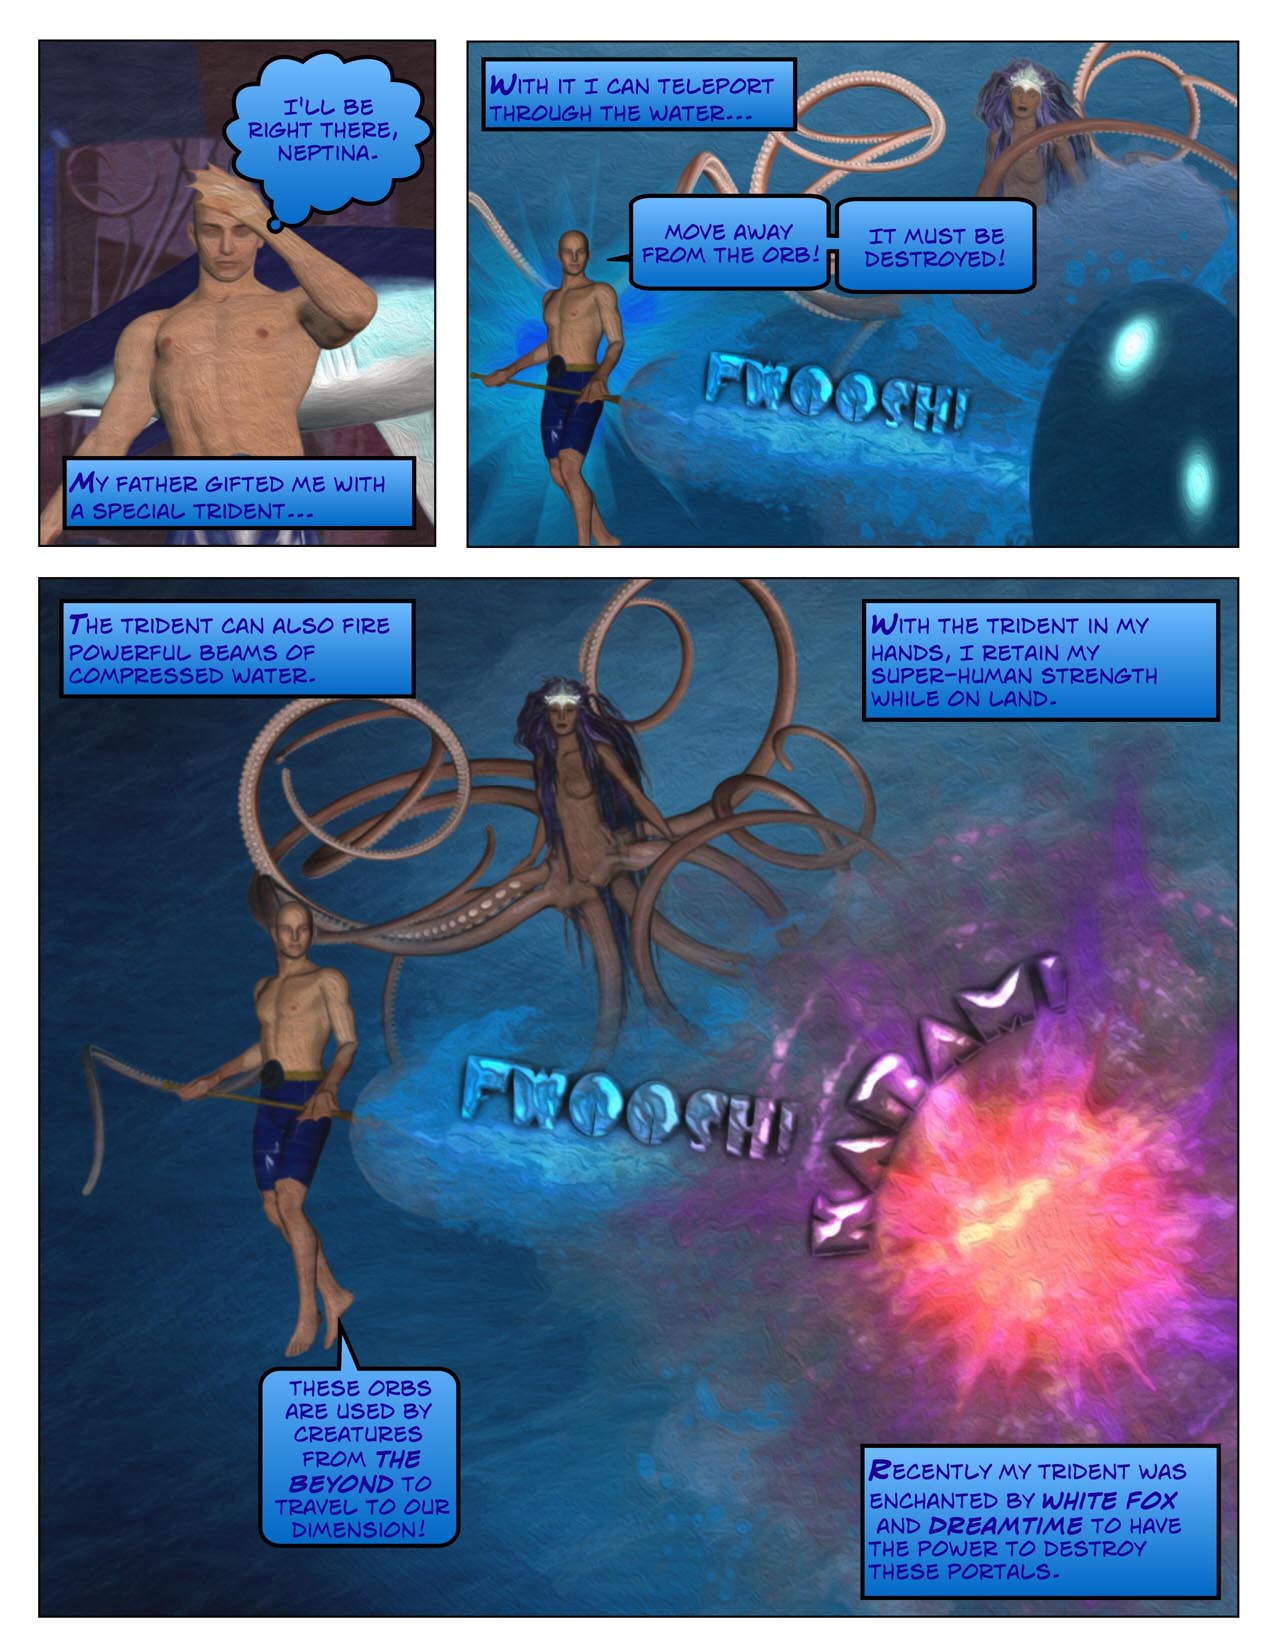 I'LL BE
RIGHT THERE,
NEPTINA.
MY FATHER GIFTED ME WITH
A SPECIAL TRIDENT...
WITH IT I CAN TELEPORT
THROUGH THE WATER...
MOVE AWAY
FROM THE ORB!
IT MUST BE
DESTROYED!
FWOOSH!
THE TRIDENT CAN ALSO FIRE
POWERFUL BEAMS OF
COMPRESSED WATER.
WITH THE TRIDENT IN MY
HANDS, I RETAIN MY
SUPER-HUMAN STRENGTH
WHILE ON LAND.
FWOOSH!
KABAM!
THESE ORBS
ARE USED BY
CREATURES
FROM THE
BEYOND TO
TRAVEL TO OUR
DIMENSION!
RECENTLY MY TRIDENT WAS
ENCHANTED BY WHITE FOX
AND DREAMTIME TO HAVE
THE POWER TO DESTROY
THESE PORTALS.